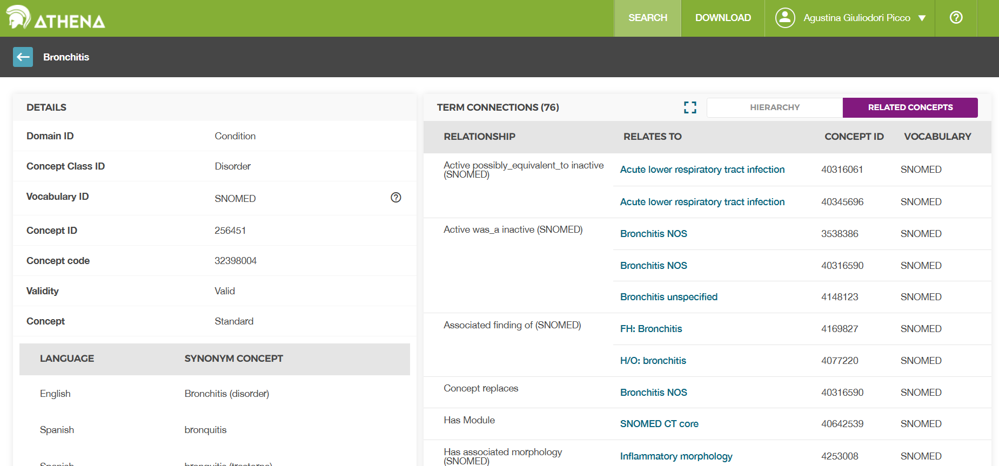 ATHENA
SEARCH
DOWNLOAD
Agustina Giuliodori Picco
Bronchitis
DETAILS
Domain ID Condition
Concept Class ID Disorder
Vocabulary ID SNOMED
Concept ID 256451
Concept code 32398004
Validity Valid
Concept Standard
LANGUAGE SYNONYM CONCEPT
English Bronchitis (disorder)
Spanish bronquitis
Spanish bronquitis (trastorno)
TERM CONNECTIONS (76)
HIERARCHY
RELATED CONCEPTS
RELATIONSHIP RELATES TO CONCEPT ID VOCABULARY
Active possibly_equivalent_to inactive
(SNOMED)
Acute lower respiratory tract infection 40316061 SNOMED
Acute lower respiratory tract infection 40345696 SNOMED
Active was_a inactive (SNOMED)
Bronchitis NOS 3538386 SNOMED
Bronchitis NOS 40316590 SNOMED
Bronchitis unspecified 4148123 SNOMED
Associated finding of (SNOMED)
FH: Bronchitis 4169827 SNOMED
H/O: bronchitis 4077220 SNOMED
Concept replaces
Bronchitis NOS 40316590 SNOMED
Has Module
SNOMED CT core 40642539 SNOMED
Has associated morphology
(SNOMED)
Inflammatory morphology 4253008 SNOMED